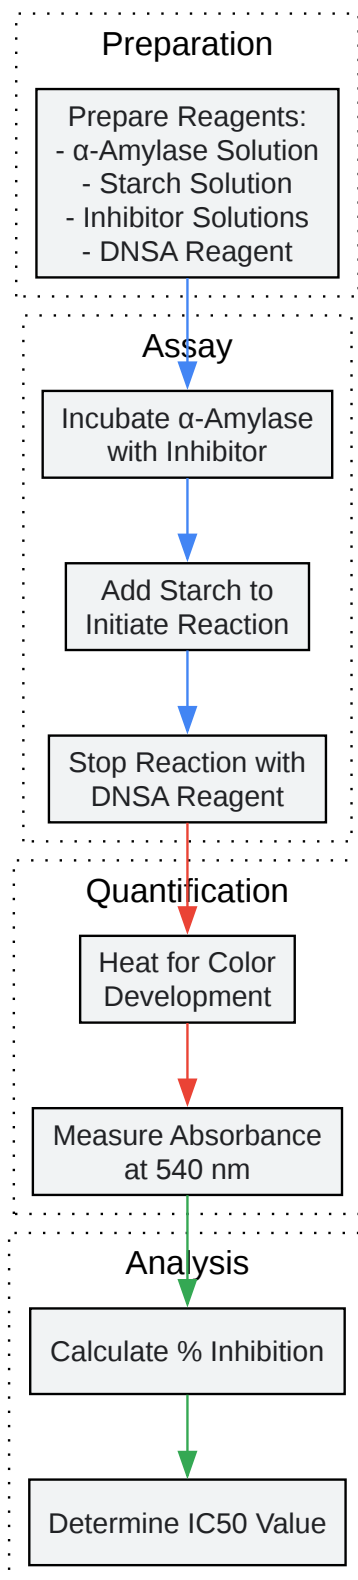 Preparation
Prepare Reagents:
- α-Amylase Solution
- Starch Solution
- Inhibitor Solutions
- DNSA Reagent
Assay
Incubate α-Amylase
with Inhibitor
Add Starch to
Initiate Reaction
Stop Reaction with
DNSA Reagent
Quantification
Heat for Color
Development
Measure Absorbance
at 540 nm
Analysis
Calculate % Inhibition
Determine IC50 Value